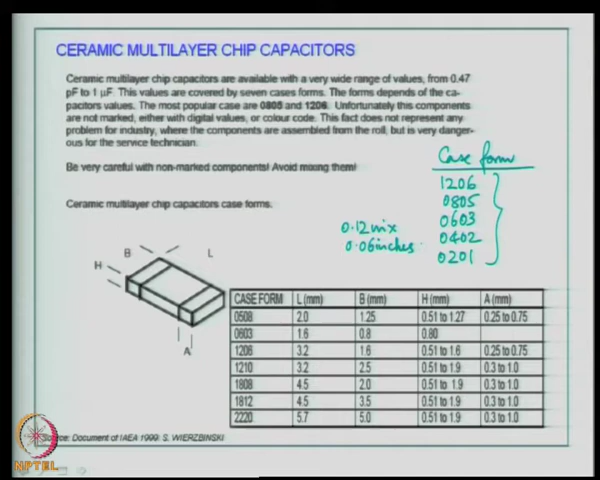 CERAMIC MULTILAYER CHIP CAPACITORS
Ceramic multilayer chip capacitors are available with a very wide range of values, from 0.47
pF to 1 µF. This values are covered by seven cases forms. The forms depends of the ca-
pacitors values. The most popular case are 0805 and 1206. Unfortunately this components
are not marked, either with digital values, or colour code. This fact does not represent any
problem for industry, where the components are assembled from the roll, but is very danger-
ous for the service technician.
Be very careful with non-marked components! Avoid mixing them!
Ceramic multilayer chip capacitors case forms.
Case form
1206
0805
0603
0402
0201
0.12in x
0.06inches.
B
L
H
A
CASE FORM L (mm) B (mm) H (mm) A (mm)
0508 2.0 1.25 0.51 to 1.27 0.25 to 0.75
0603 1.6 0.8 0.80
1206 3.2 1.6 0.51 to 1.6 0.25 to 0.75
1210 3.2 2.5 0.51 to 1.9 0.3 to 1.0
1808 4.5 2.0 0.51 to 1.9 0.3 to 1.0
1812 4.5 3.5 0.51 to 1.9 0.3 to 1.0
2220 5.7 5.0 0.51 to 1.9 0.3 to 1.0
Source: Document of IAEA 1999: S. WIERZBINSKI
NPTEL